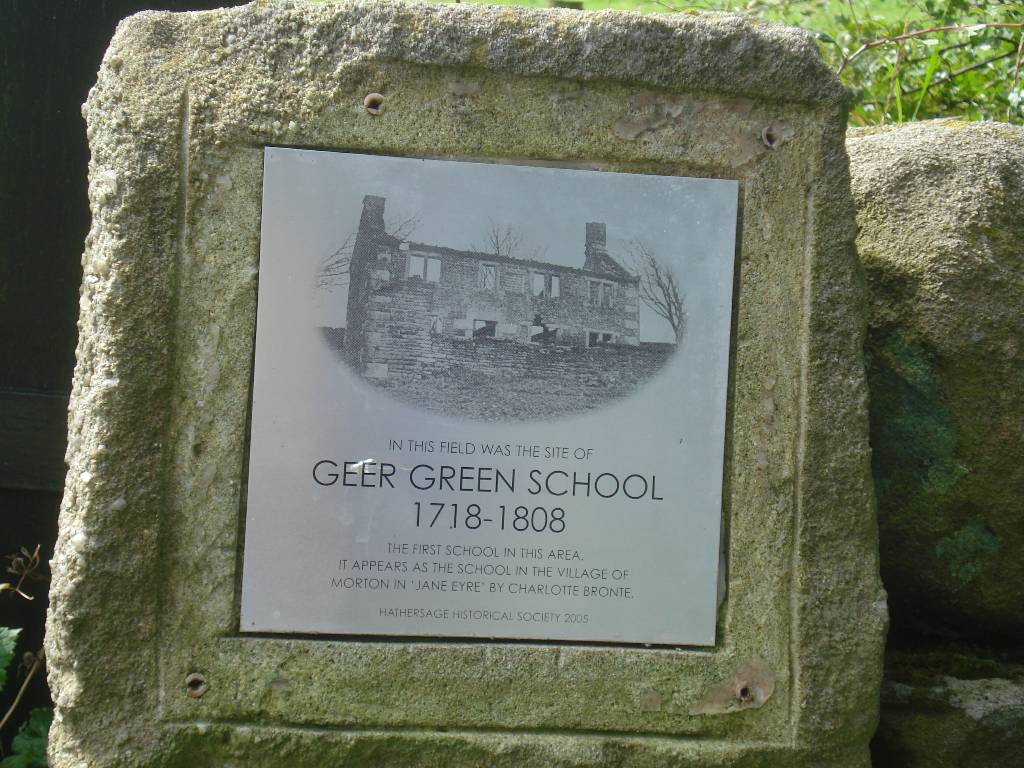 IN THIS FIELD WAS THE SITE OF
GEER GREEN SCHOOL
1718-1808
THE FIRST SCHOOL IN THIS AREA.
IT APPEARS AS THE SCHOOL IN THE VILLAGE OF
MORTON IN 'JANE EYRE' BY CHARLOTTE BRONTE.
HATHERSAGE HISTORICAL SOCIETY 2005